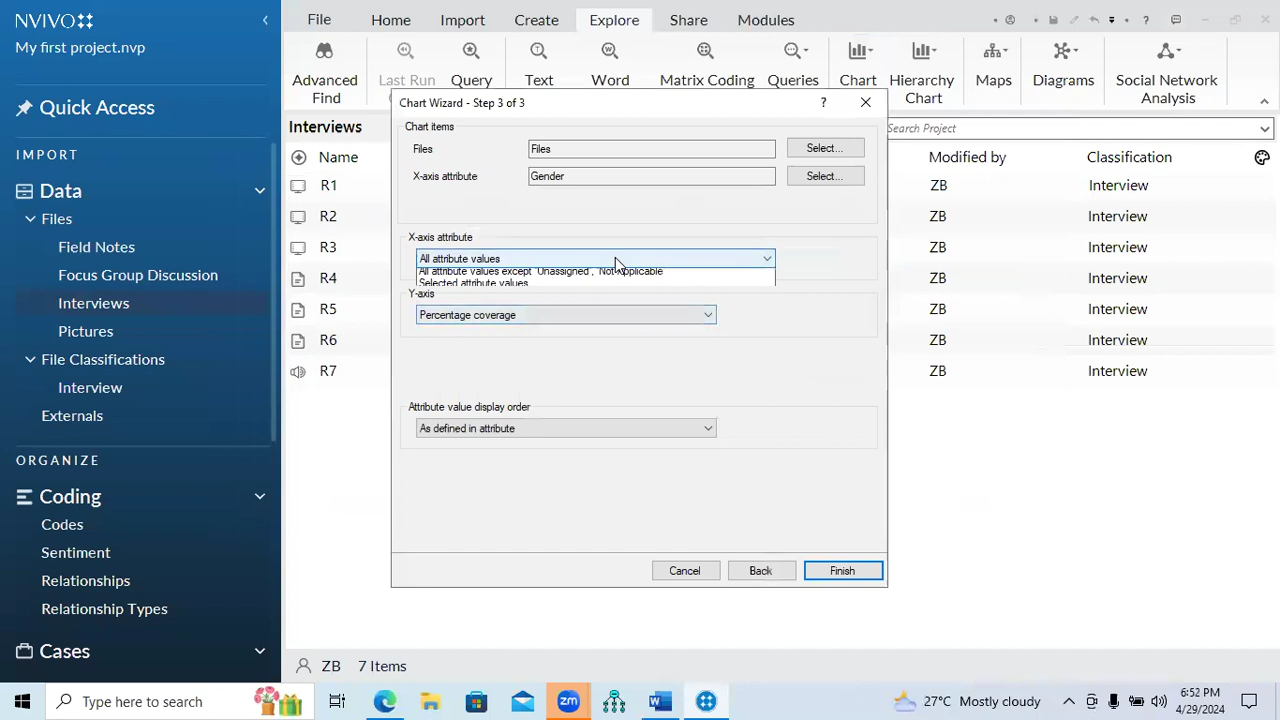 NVIVO
My first project.nvp
File Home Import Create Explore Share Modules
Advanced Find
Last Run
Query
Text
Word
Matrix Coding
Queries
Chart
Hierarchy Chart
Maps
Diagrams
Social Network Analysis
Quick Access
IMPORT
Data
Files
Field Notes
Focus Group Discussion
Interviews
Pictures
File Classifications
Interview
Externals
ORGANIZE
Coding
Codes
Sentiment
Relationships
Relationship Types
Cases
Interviews
Search Project
Name Modified by Classification
R1 ZB Interview
R2 ZB Interview
R3 ZB Interview
R4 ZB Interview
R5 ZB Interview
R6 ZB Interview
R7 ZB Interview
Chart Wizard - Step 3 of 3 ?
Chart items
Files Files Select...
X-axis attribute Gender Select...
X-axis attribute
All attribute values
All attribute values except 'Unassigned', 'Not Applicable
Selected attribute values
Y-axis
Percentage coverage
Attribute value display order
As defined in attribute
Cancel Back Finish
ZB 7 Items
Type here to search
zm
27°C Mostly cloudy
6:52 PM
4/29/2024